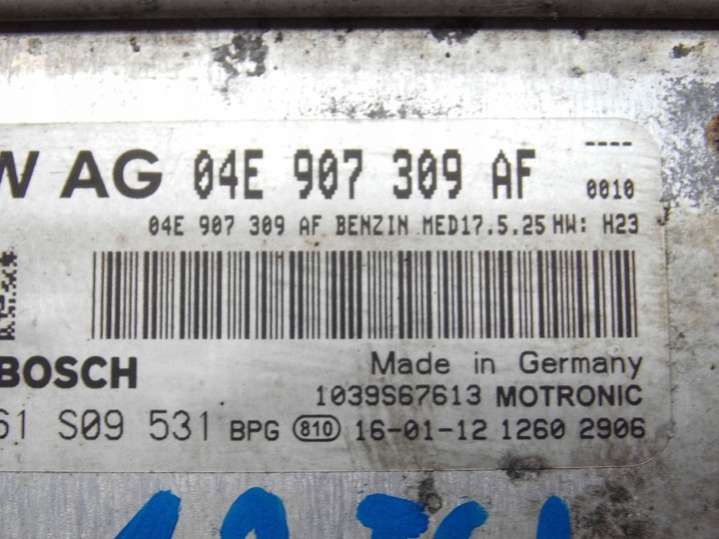 W AG 04E 907 309 AF
----
0010
04E 907 309 AF BENZIN MED17.5.25 HW: H23
BOSCH
Made in Germany
1039S67613 MOTRONIC
61 S09 531 BPG 810 16-01-12 1260 2906